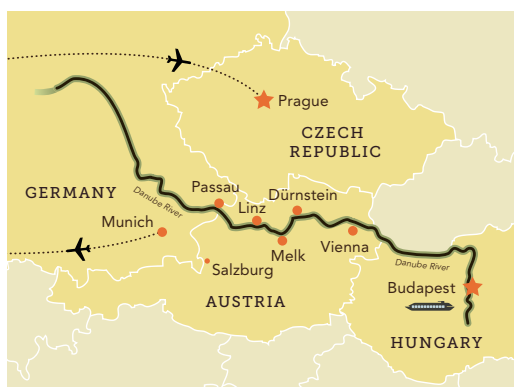 Prague
CZECH
REPUBLIC
GERMANY
Danube River
Passau
Dürnstein
Linz
Munich
Melk
Vienna
Salzburg
Danube River
AUSTRIA
Budapest
HUNGARY